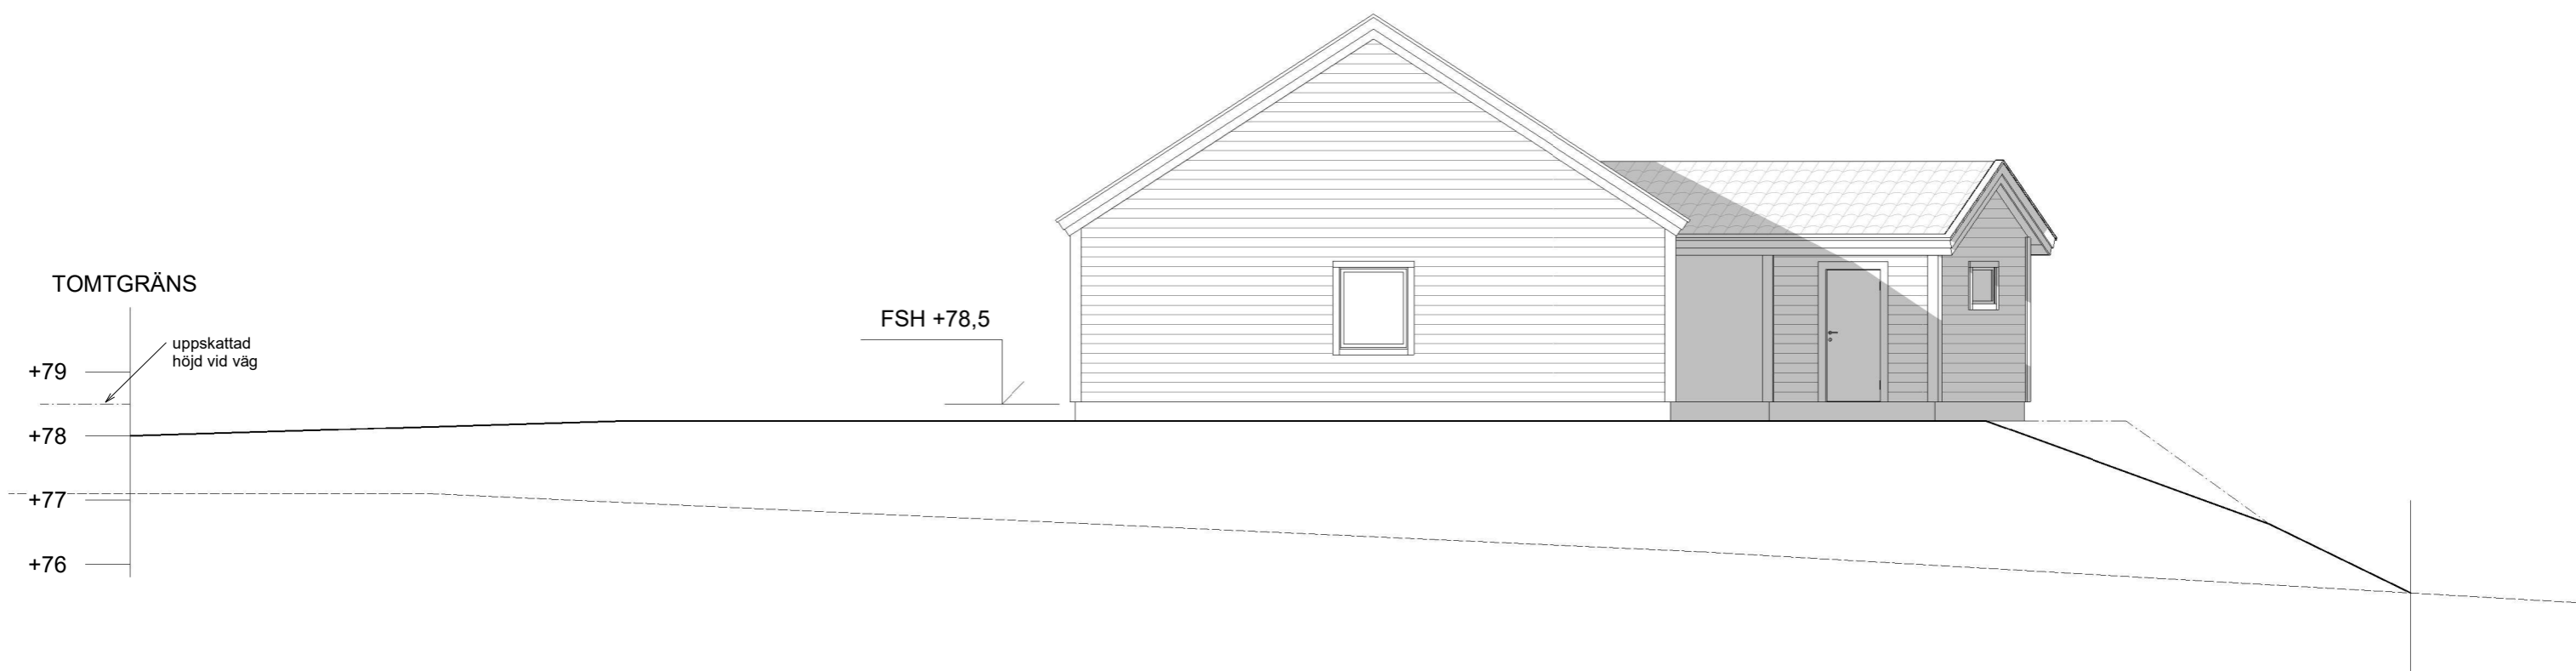 TOMTGRÄNS
FSH +78,5
uppskattad
höjd vid väg
+79
+78
+77
+76